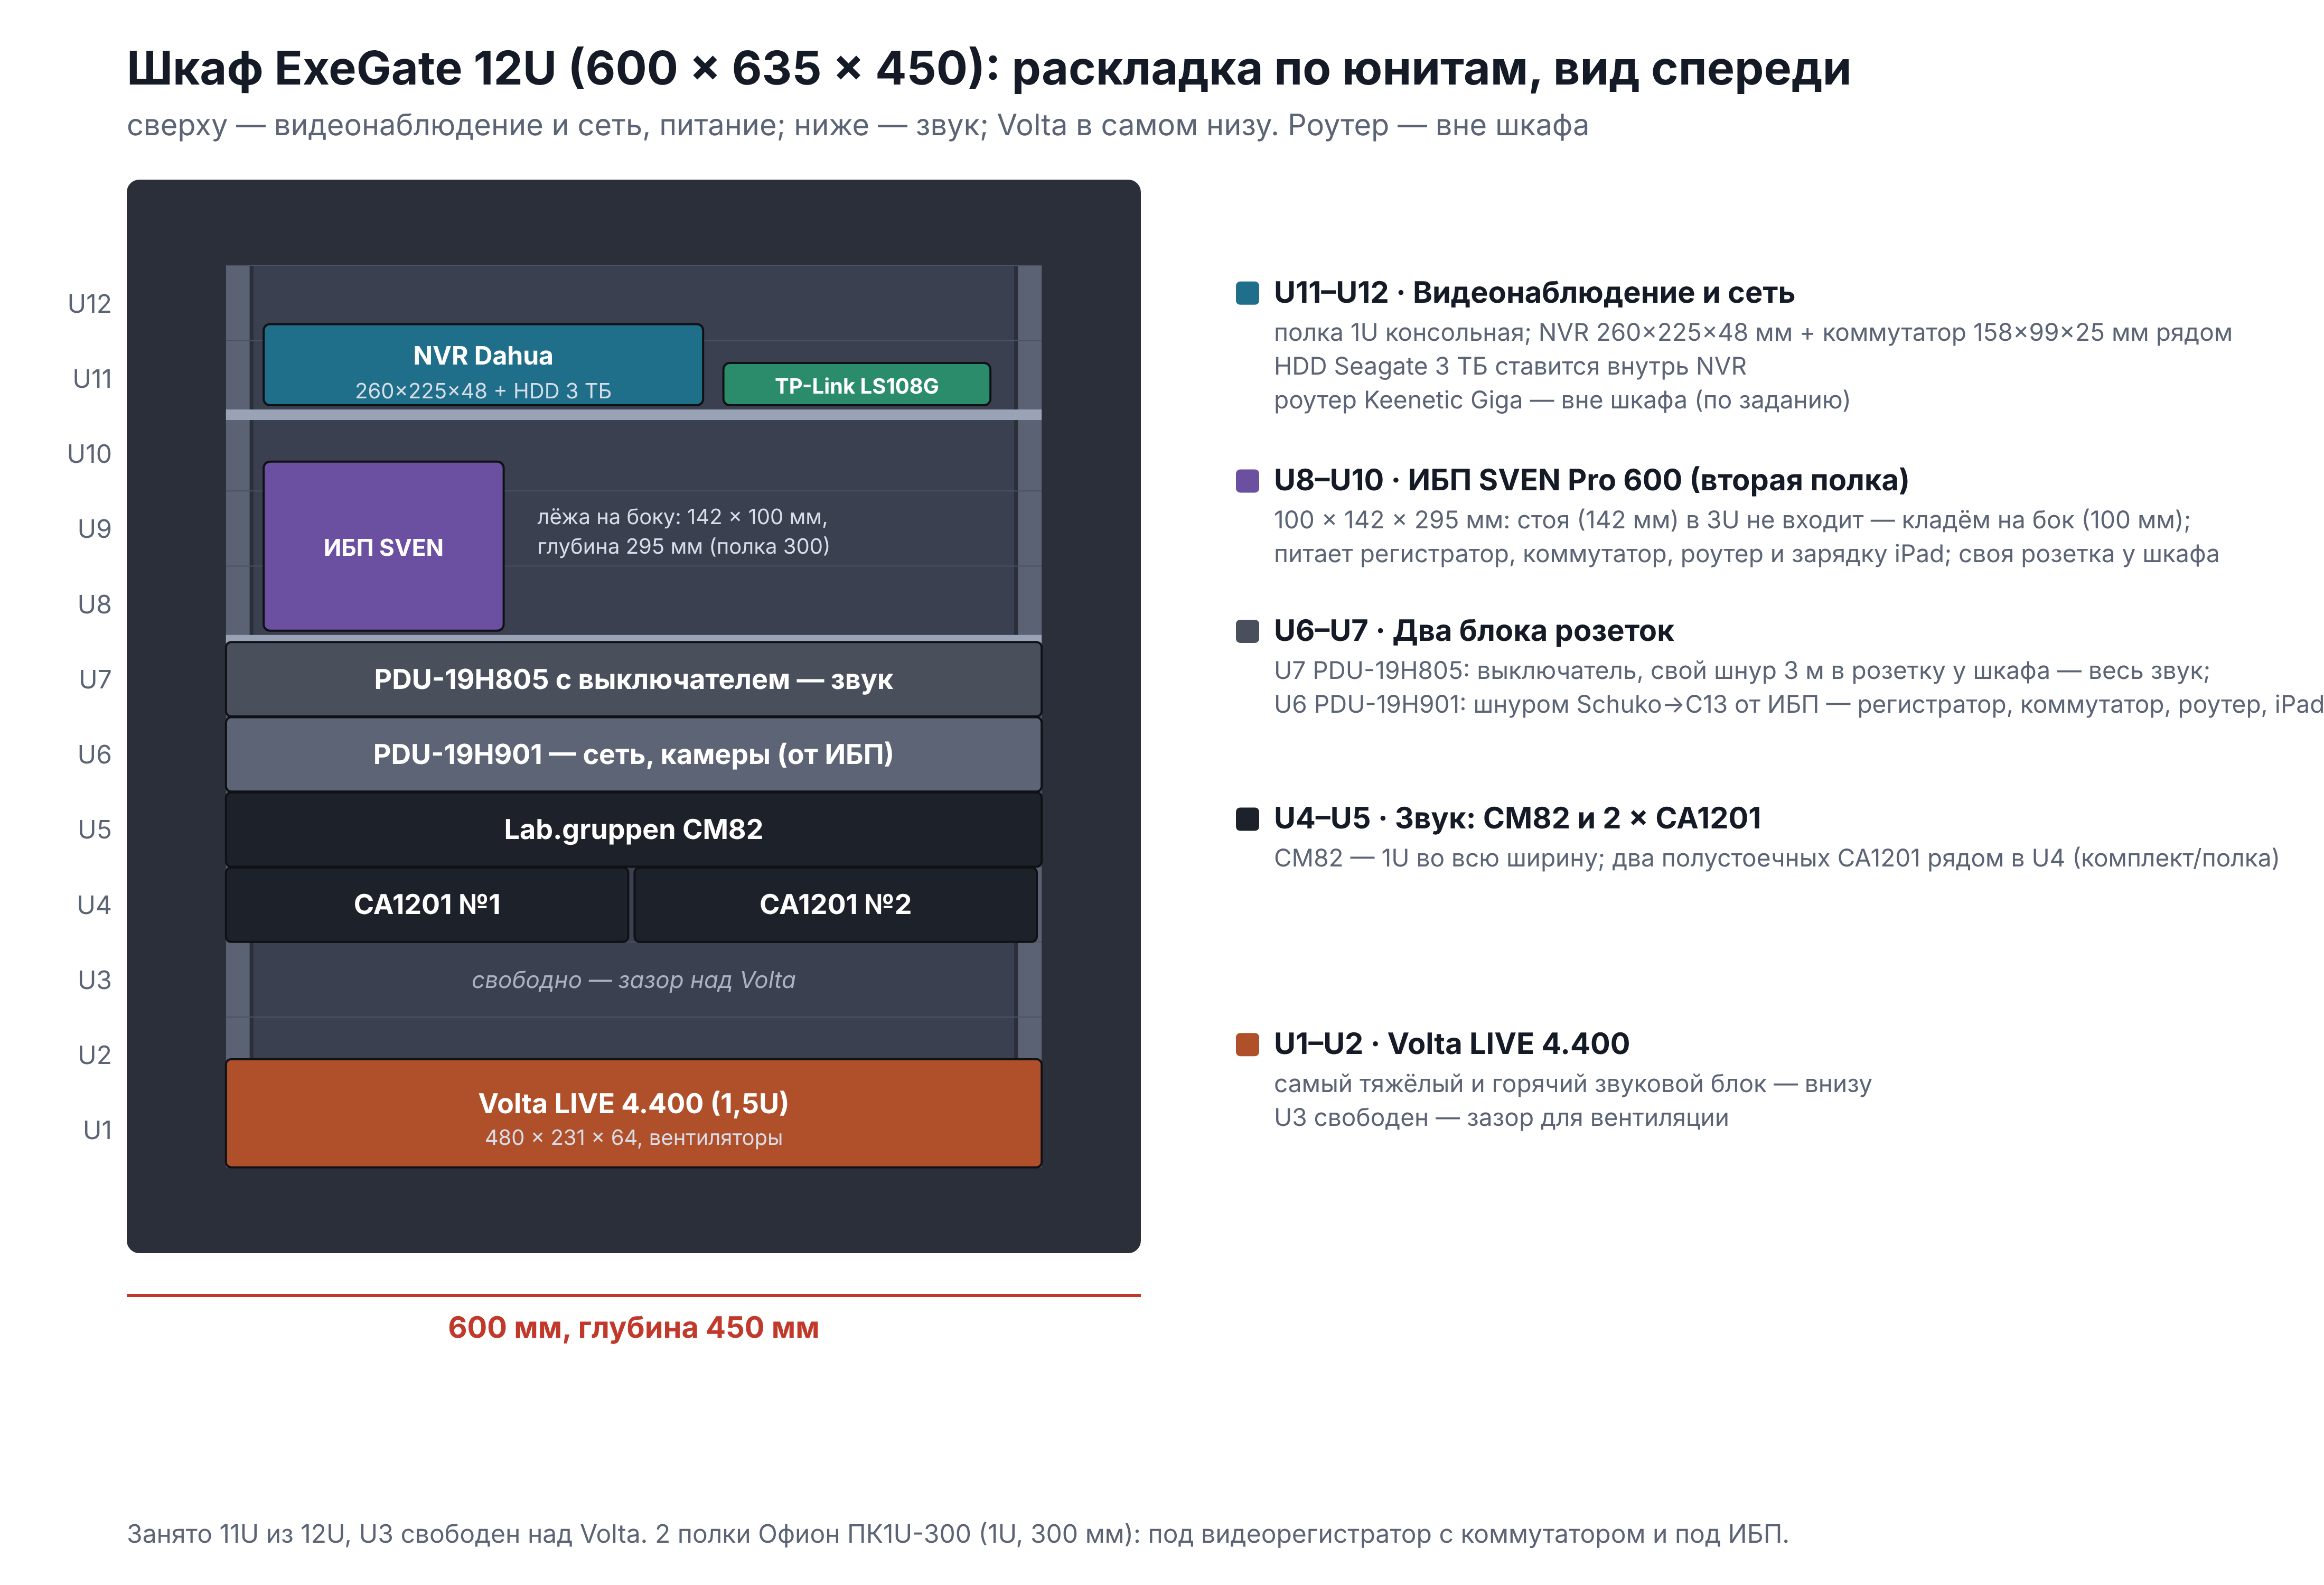 Шкаф ExeGate 12U (600 × 635 × 450): раскладка по юнитам, вид спереди
сверху — видеонаблюдение и сеть, питание; ниже — звук; Volta в самом низу. Роутер — вне шкафа
U12
U11
U10
U9
U8
U7
U6
U5
U4
U3
U2
U1
NVR Dahua
260×225×48 + HDD 3 ТБ
TP-Link LS108G
ИБП SVEN
лёжа на боку: 142 × 100 мм,
глубина 295 мм (полка 300)
PDU-19H805 с выключателем — звук
PDU-19H901 — сеть, камеры (от ИБП)
Lab.gruppen CM82
CA1201 №1
CA1201 №2
свободно — зазор над Volta
Volta LIVE 4.400 (1,5U)
480 × 231 × 64, вентиляторы
600 мм, глубина 450 мм
U11–U12 · Видеонаблюдение и сеть
полка 1U консольная; NVR 260×225×48 мм + коммутатор 158×99×25 мм рядом
HDD Seagate 3 ТБ ставится внутрь NVR
роутер Keenetic Giga — вне шкафа (по заданию)
U8–U10 · ИБП SVEN Pro 600 (вторая полка)
100 × 142 × 295 мм: стоя (142 мм) в 3U не входит — кладём на бок (100 мм);
питает регистратор, коммутатор, роутер и зарядку iPad; своя розетка у шкафа
U6–U7 · Два блока розеток
U7 PDU-19H805: выключатель, свой шнур 3 м в розетку у шкафа — весь звук;
U6 PDU-19H901: шнуром Schuko→C13 от ИБП — регистратор, коммутатор, роутер, iPad
U4–U5 · Звук: CM82 и 2 × CA1201
CM82 — 1U во всю ширину; два полустоечных CA1201 рядом в U4 (комплект/полка)
U1–U2 · Volta LIVE 4.400
самый тяжёлый и горячий звуковой блок — внизу
U3 свободен — зазор для вентиляции
Занято 11U из 12U, U3 свободен над Volta. 2 полки Офион ПК1U-300 (1U, 300 мм): под видеорегистратор с коммутатором и под ИБП.